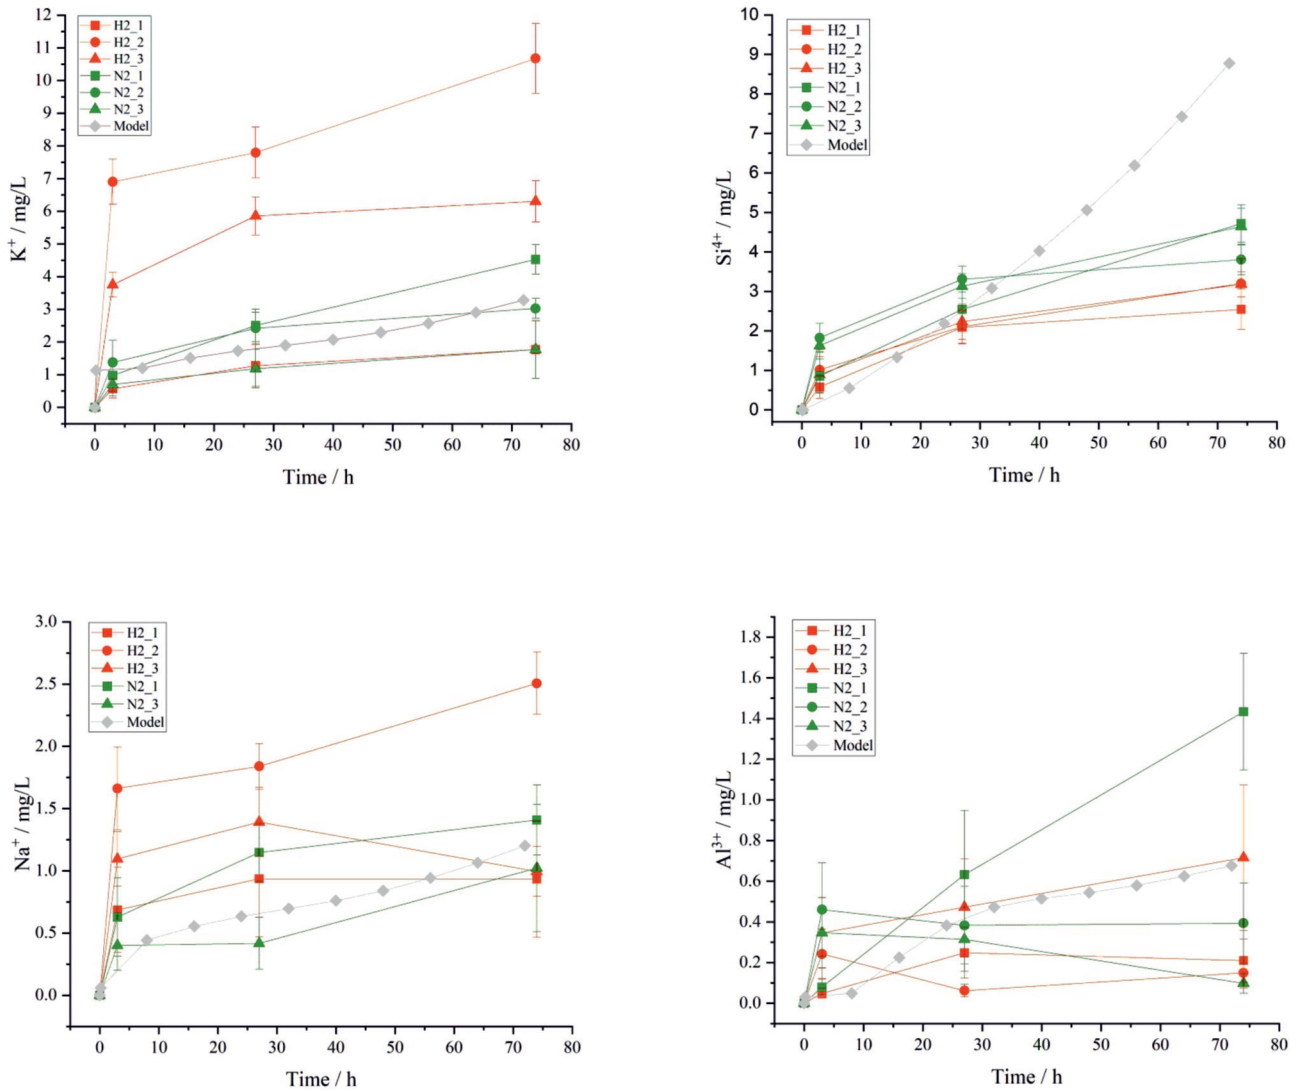 12
11
10
9
8
7
6
5
4
3
2
1
0
K+ / mg/L
H2_1
H2_2
H2_3
N2_1
N2_2
N2_3
Model
0 10 20 30 40 50 60 70 80
Time / h
10
9
8
7
6
5
4
3
2
1
0
Si4+ / mg/L
H2_1
H2_2
H2_3
N2_1
N2_2
N2_3
Model
0 10 20 30 40 50 60 70 80
Time / h
3.0
2.5
2.0
1.5
1.0
0.5
0.0
Na+ / mg/L
H2_1
H2_2
H2_3
N2_1
N2_3
Model
0 10 20 30 40 50 60 70 80
Time / h
1.8
1.6
1.4
1.2
1.0
0.8
0.6
0.4
0.2
0.0
Al3+ / mg/L
H2_1
H2_2
H2_3
N2_1
N2_2
N2_3
Model
0 10 20 30 40 50 60 70 80
Time / h